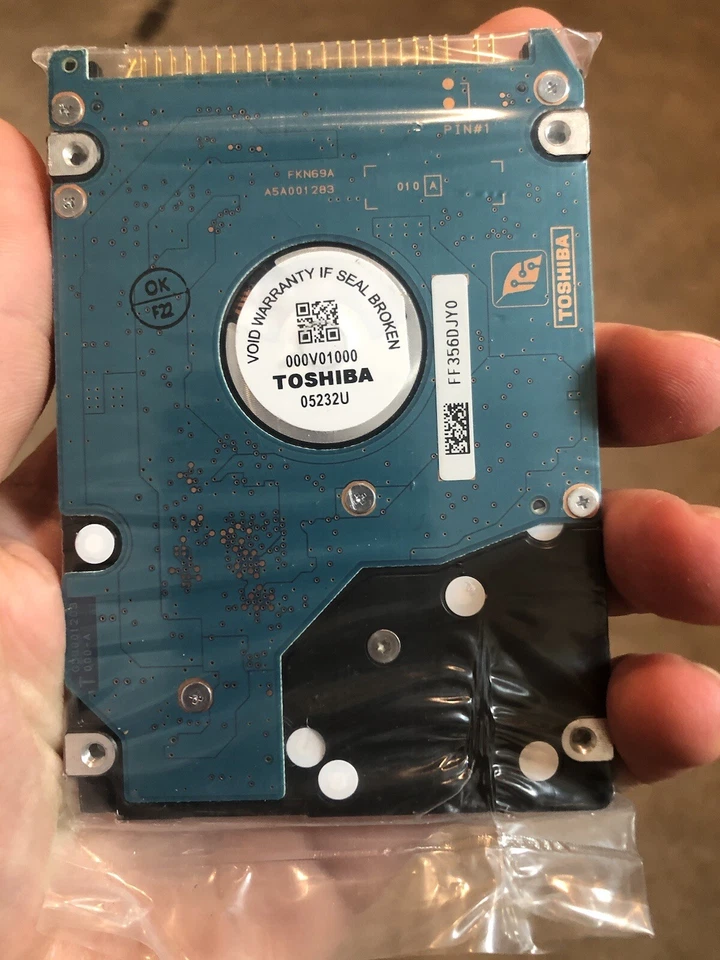 PIN#1
FKN69A
A5A001283
010 A
TOSHIBA
OK
F22
VOID WARRANTY IF SEAL BROKEN
000V01000
TOSHIBA
05232U
FF356DJY0